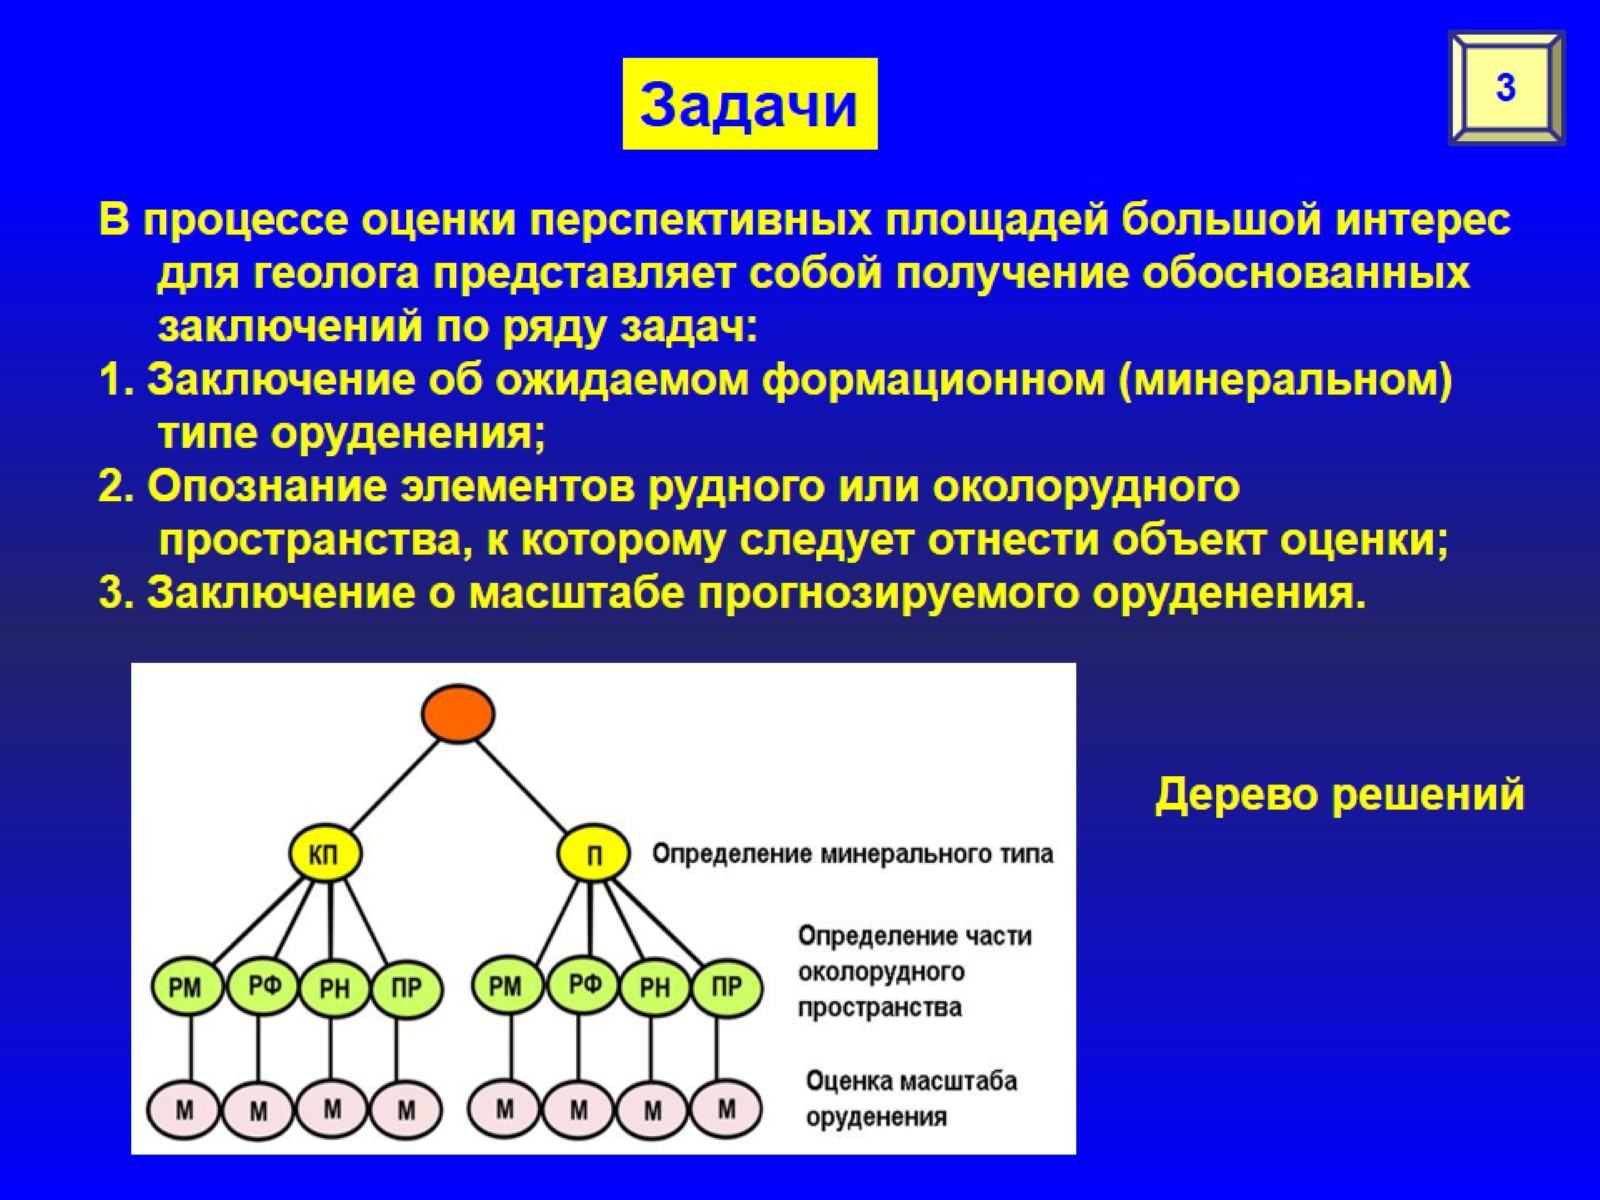 Задачи
3
В процессе оценки перспективных площадей большой интерес
для геолога представляет собой получение обоснованных
заключений по ряду задач:
1. Заключение об ожидаемом формационном (минеральном)
типе оруденения;
2. Опознание элементов рудного или околорудного
пространства, к которому следует отнести объект оценки;
3. Заключение о масштабе прогнозируемого оруденения.
Дерево решений
КП П Определение минерального типа
Определение части
околорудного
пространства
РМ РФ РН ПР РМ РФ РН ПР
Оценка масштаба
оруденения
М М М М М М М М